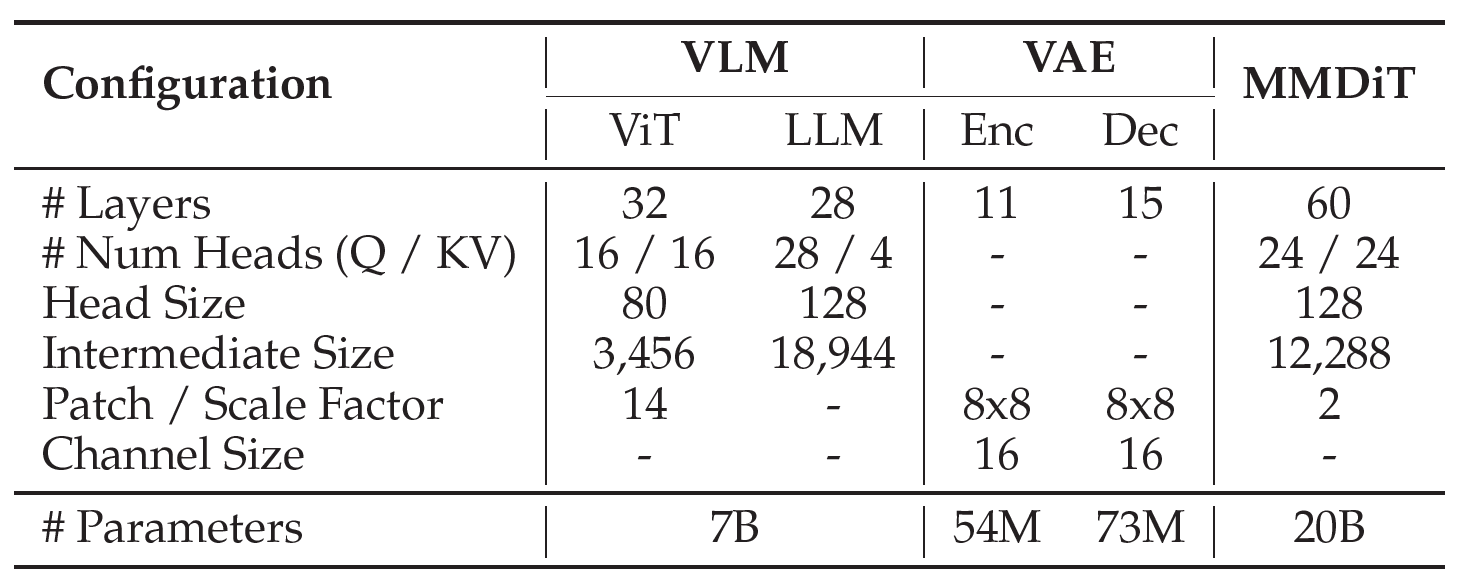 Configuration VLM VAE MMDiT
ViT LLM Enc Dec
# Layers 32 28 11 15 60
# Num Heads (Q / KV) 16 / 16 28 / 4 - - 24 / 24
Head Size 80 128 - - 128
Intermediate Size 3,456 18,944 - - 12,288
Patch / Scale Factor 14 - 8x8 8x8 2
Channel Size - - 16 16 -
# Parameters 7B 54M 73M 20B